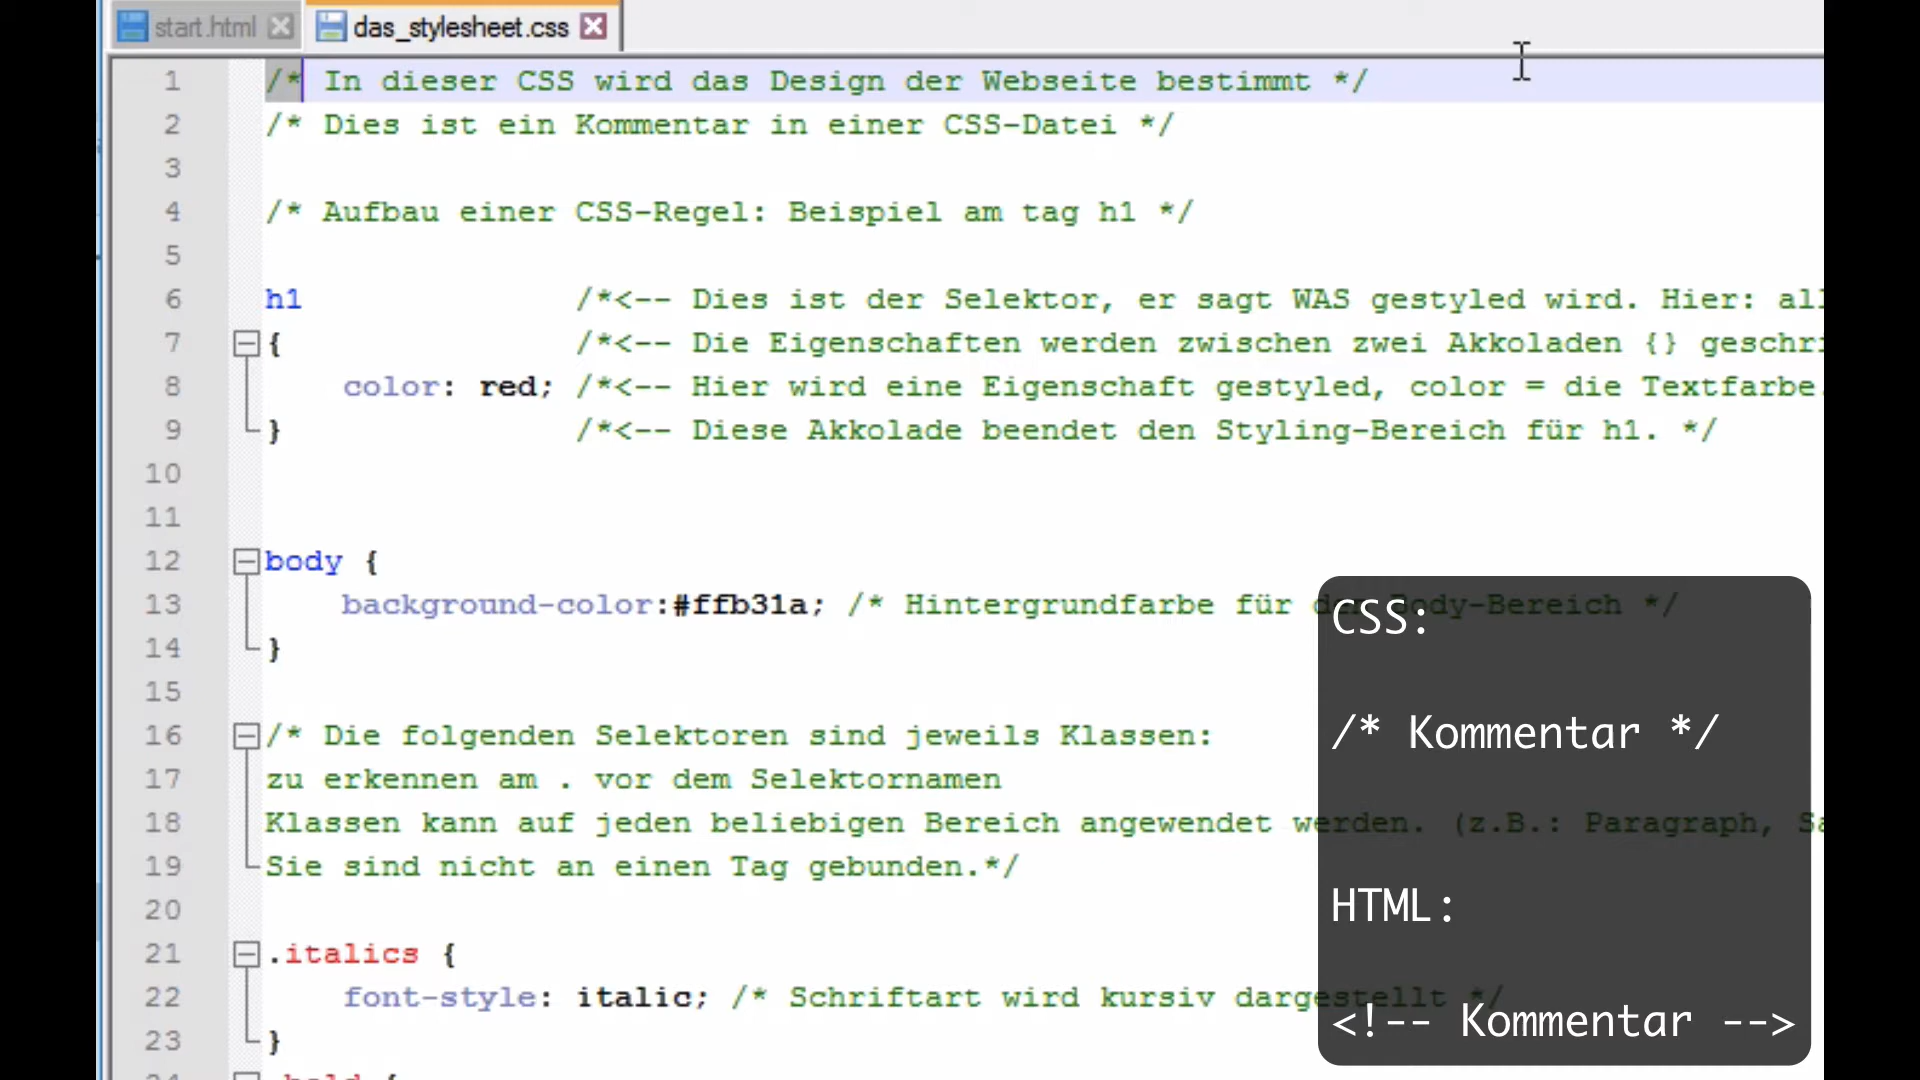 start.html
das_stylesheet.css
1 /* In dieser CSS wird das Design der Webseite bestimmt */
2 /* Dies ist ein Kommentar in einer CSS-Datei */
3
4 /* Aufbau einer CSS-Regel: Beispiel am tag h1 */
5
6 h1 /*<-- Dies ist der Selektor, er sagt WAS gestyled wird. Hier:
7 { /*<-- Die Eigenschaften werden zwischen zwei Akkoladen {}
8 color: red; /*<-- Hier wird eine Eigenschaft gestyled, color = die Textfarbe
9 } /*<-- Diese Akkolade beendet den Styling-Bereich für h1. */
10
11
12 body {
13 background-color:#ffb31a; /* Hintergrundfarbe für den Body-Bereich */
14 }
15
16 /* Die folgenden Selektoren sind jeweils Klassen:
17 zu erkennen am . vor dem Selektornamen
18 Klassen kann auf jeden beliebigen Bereich angewendet werden. (z.B.: Paragraph,
19 Sie sind nicht an einen Tag gebunden.*/
20
21 .italics {
22 font-style: italic; /* Schriftart wird kursiv dargestellt */
23 }
CSS:
/* Kommentar */
HTML:
<!-- Kommentar -->